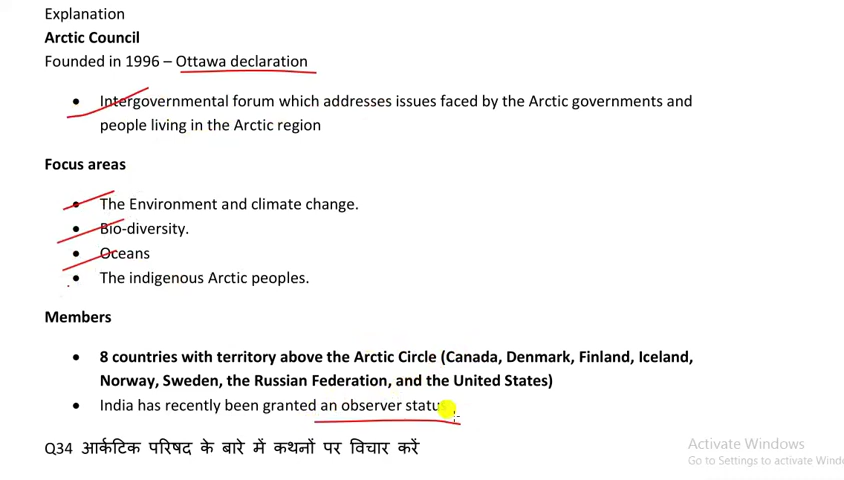 Explanation
Arctic Council
Founded in 1996 – Ottawa declaration
• Intergovernmental forum which addresses issues faced by the Arctic governments and
people living in the Arctic region
Focus areas
• The Environment and climate change.
• Bio-diversity.
• Oceans
• The indigenous Arctic peoples.
Members
• 8 countries with territory above the Arctic Circle (Canada, Denmark, Finland, Iceland,
Norway, Sweden, the Russian Federation, and the United States)
• India has recently been granted an observer status
Q34 आर्कटिक परिषद के बारे में कथनों पर विचार करें
Activate Windows
Go to Settings to activate Windo